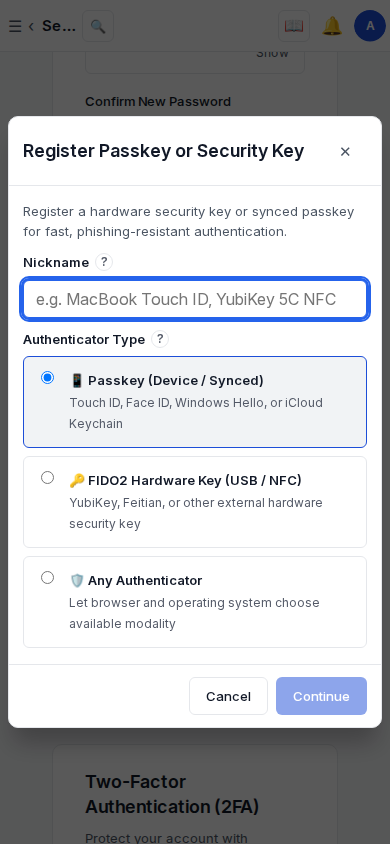 Se...
A
Show
Confirm New Password
Register Passkey or Security Key
Register a hardware security key or synced passkey
for fast, phishing-resistant authentication.
Nickname ?
e.g. MacBook Touch ID, YubiKey 5C NFC
Authenticator Type ?
Passkey (Device / Synced)
Touch ID, Face ID, Windows Hello, or iCloud
Keychain
FIDO2 Hardware Key (USB / NFC)
YubiKey, Feitian, or other external hardware
security key
Any Authenticator
Let browser and operating system choose
available modality
Cancel
Continue
Two-Factor
Authentication (2FA)
Protect your account with